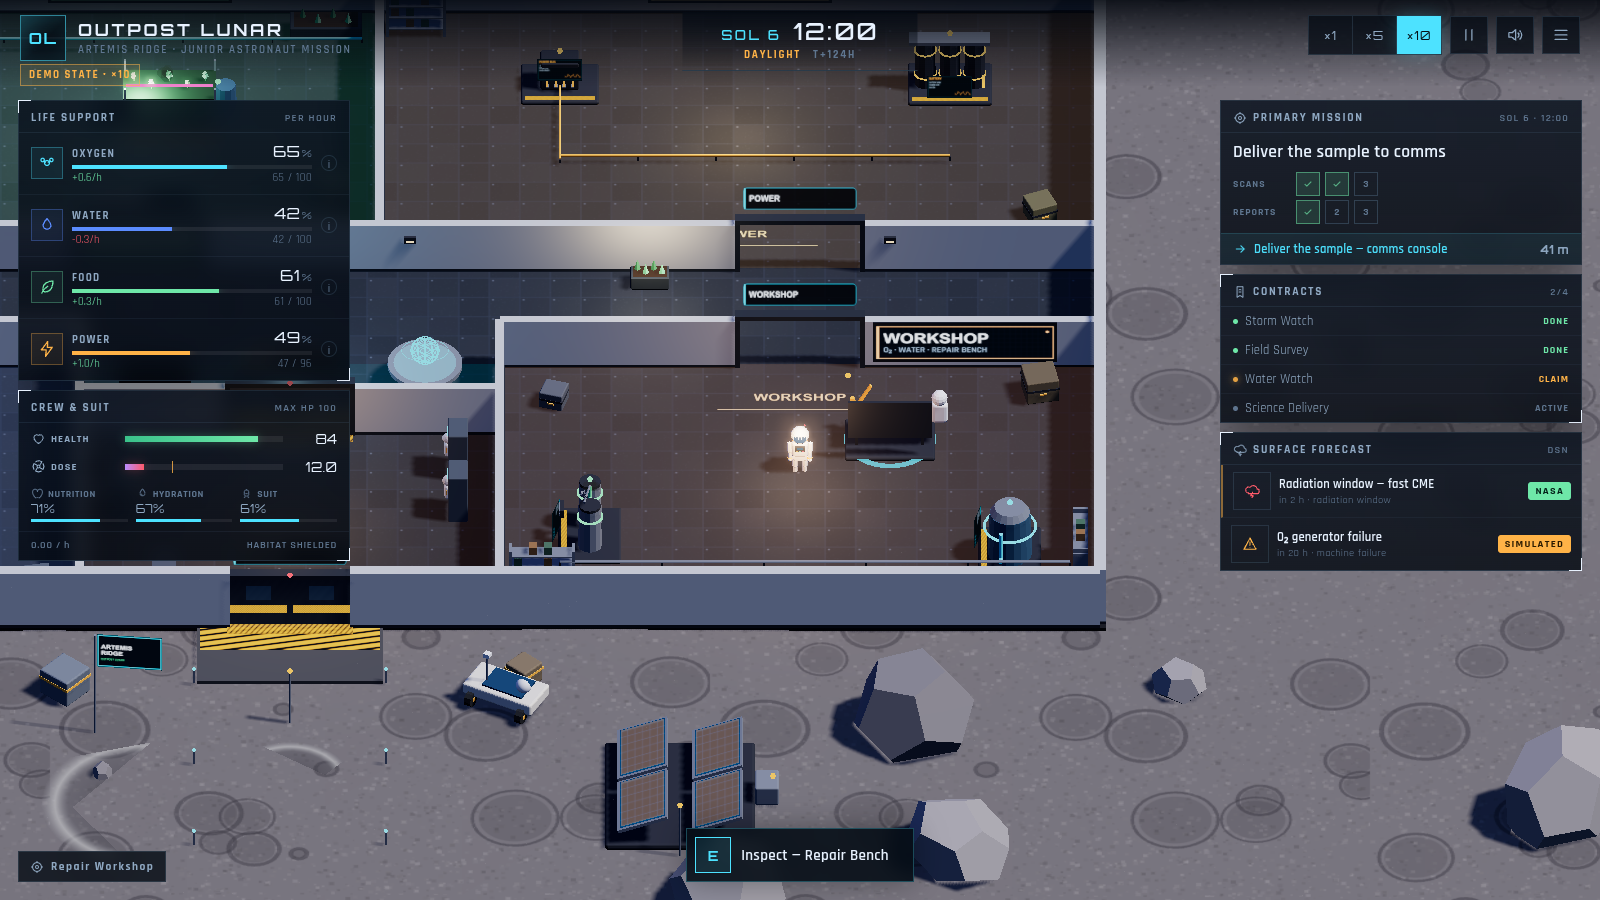 OL
OUTPOST LUNAR
ARTEMIS RIDGE · JUNIOR ASTRONAUT MISSION
DEMO STATE · ×10
SOL 6 12:00
DAYLIGHT T+124H
×1 ×5 ×10
LIFE SUPPORT PER HOUR
OXYGEN 65%
+0.6/h 65 / 100
WATER 42%
-0.3/h 42 / 100
FOOD 61%
+0.3/h 61 / 100
POWER 49%
+1.0/h 47 / 96
CREW & SUIT MAX HP 100
HEALTH 84
DOSE 12.0
NUTRITION HYDRATION SUIT
71% 67% 61%
0.00 / h HABITAT SHIELDED
POWER
WER
WORKSHOP
WORKSHOP
O₂ · WATER · REPAIR BENCH
WORKSHOP
PRIMARY MISSION SOL 6 · 12:00
Deliver the sample to comms
SCANS 3
REPORTS 2 3
Deliver the sample — comms console 41 m
CONTRACTS 2/4
Storm Watch DONE
Field Survey DONE
Water Watch CLAIM
Science Delivery ACTIVE
SURFACE FORECAST DSN
Radiation window — fast CME NASA
in 2 h · radiation window
O₂ generator failure SIMULATED
in 20 h · machine failure
ARTEMIS
RIDGE
Repair Workshop
E Inspect — Repair Bench